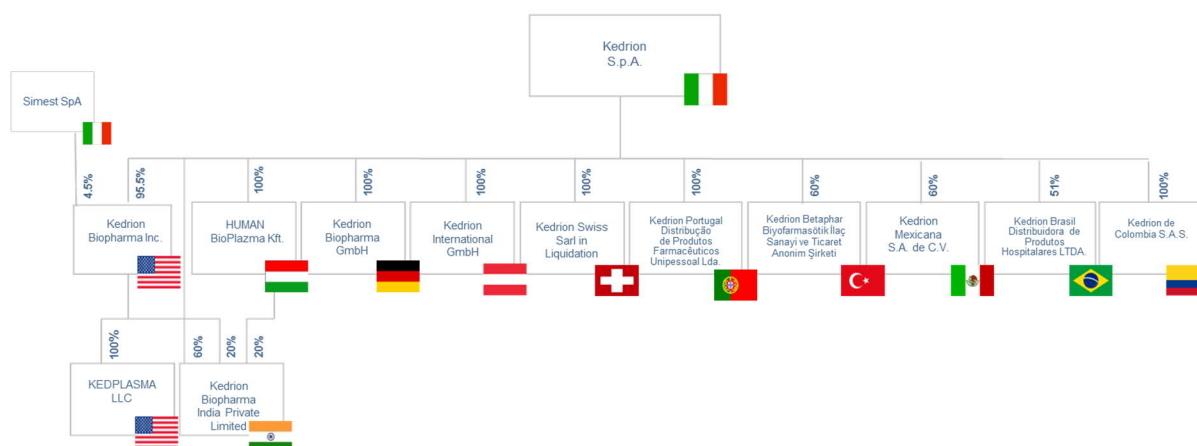 Kedrion
S.p.A.
Simest SpA
4.5%
95.5%
100%
100%
100%
100%
100%
60%
60%
51%
100%
Kedrion
Biopharma Inc.
HUMAN
BioPlazma Kft.
Kedrion
Biopharma
GmbH
Kedrion
International
GmbH
Kedrion Swiss
Sarl in
Liquidation
Kedrion Portugal
Distribução
de Produtos
Farmacêuticos
Unipessoal Lda.
Kedrion Betaphar
Biyofarmasötik İlaç
Sanayi ve Ticaret
Anonim Şirketi
Kedrion
Mexicana
S.A. de C.V.
Kedrion Brasil
Distribuidora de
Produtos
Hospitalares LTDA.
Kedrion de
Colombia S.A.S.
100%
60%
20%
20%
KEDPLASMA
LLC
Kedrion
Biopharma
India Private
Limited